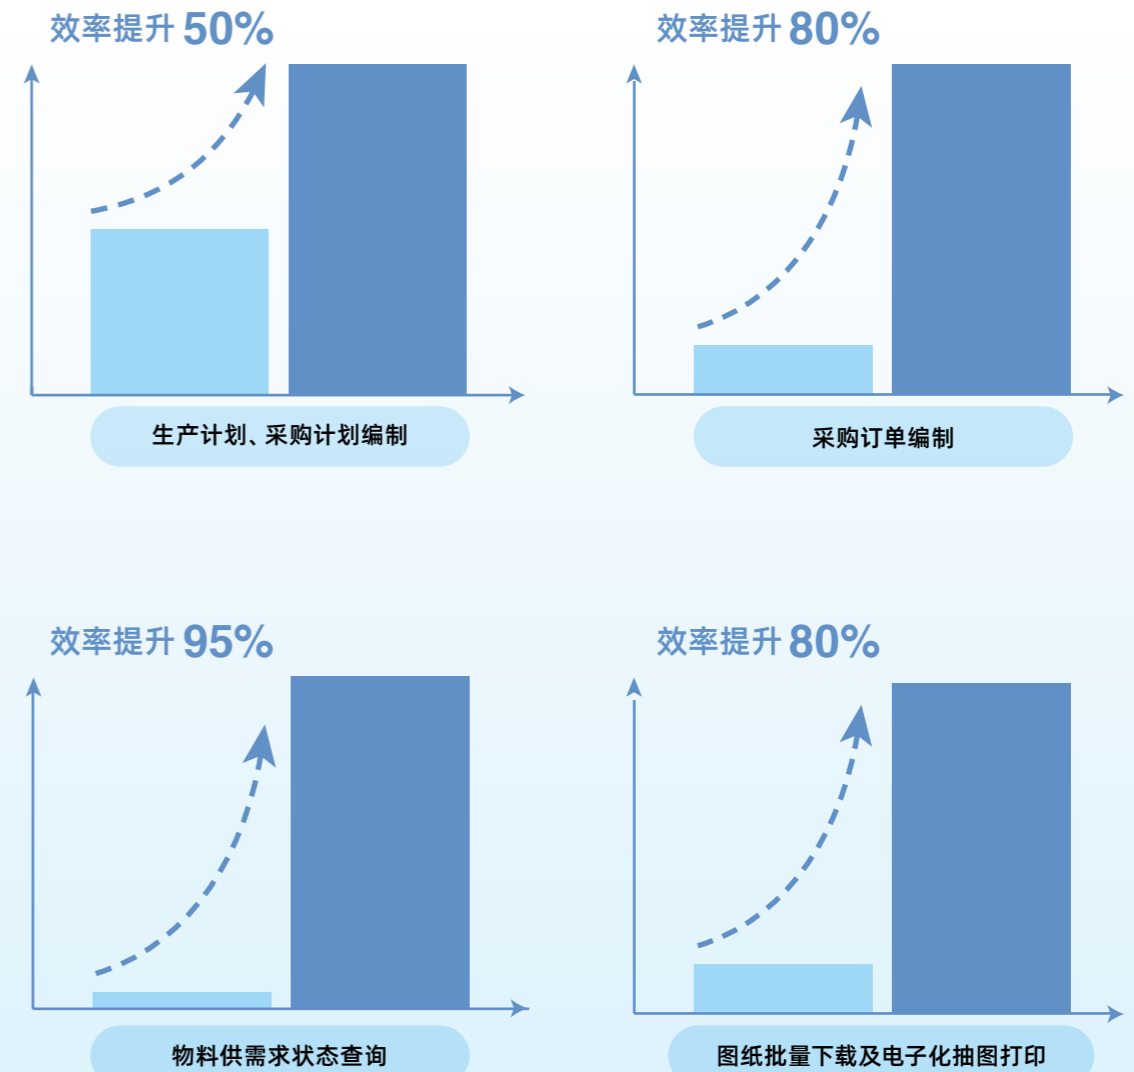 效率提升 50%
效率提升 80%
生产计划、采购计划编制
采购订单编制
效率提升 95%
效率提升 80%
物料供需求状态查询
图纸批量下载及电子化抽图打印